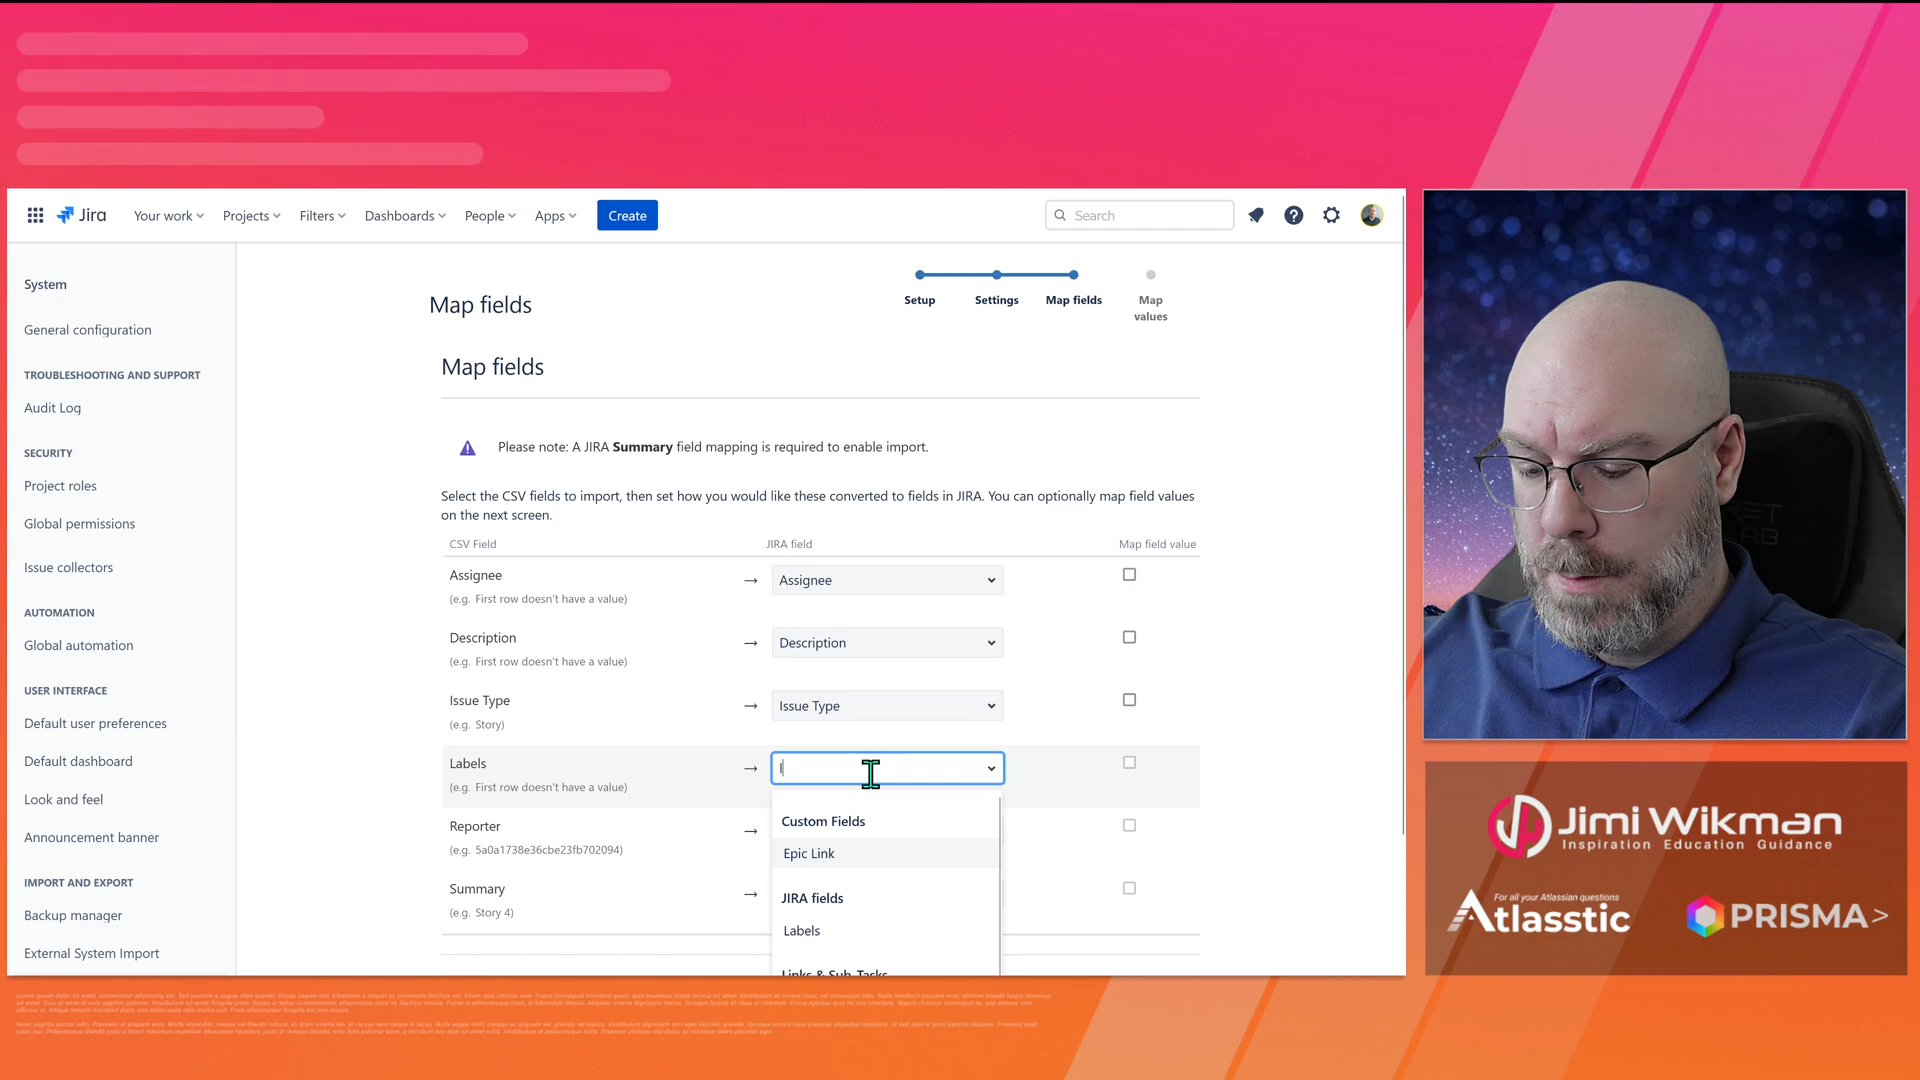 Jira
Your work
Projects
Filters
Dashboards
People
Apps
Create
Search
System
General configuration
TROUBLESHOOTING AND SUPPORT
Audit Log
SECURITY
Project roles
Global permissions
Issue collectors
AUTOMATION
Global automation
USER INTERFACE
Default user preferences
Default dashboard
Look and feel
Announcement banner
IMPORT AND EXPORT
Backup manager
External System Import
Map fields
Setup
Settings
Map fields
Map
values
Map fields
Please note: A JIRA Summary field mapping is required to enable import.
Select the CSV fields to import, then set how you would like these converted to fields in JIRA. You can optionally map field values
on the next screen.
CSV Field
JIRA field
Map field value
Assignee
(e.g. First row doesn't have a value)
→
Assignee
Description
(e.g. First row doesn't have a value)
→
Description
Issue Type
(e.g. Story)
→
Issue Type
Labels
(e.g. First row doesn't have a value)
→
l
Custom Fields
Epic Link
JIRA fields
Labels
Links & Sub-Tasks
Reporter
(e.g. 5a0a1738e36cbe23fb702094)
→
Summary
(e.g. Story 4)
→
Jimi Wikman
Inspiration Education Guidance
For all your Atlassian questions
Atlasstic
PRISMA>